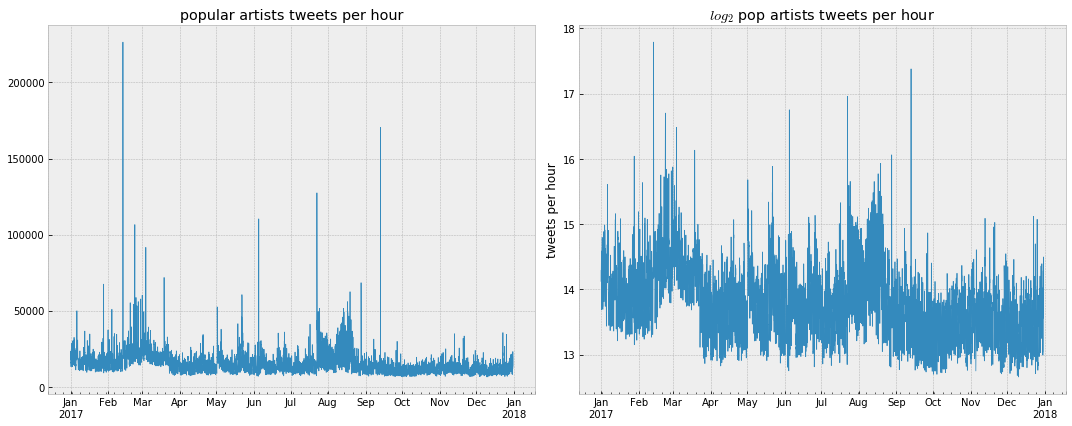 popular artists tweets per hour
200000
150000
100000
50000
0
Jan Feb Mar Apr May Jun Jul Aug Sep Oct Nov Dec Jan
2017 2018
log2 pop artists tweets per hour
tweets per hour
18
17
16
15
14
13
Jan Feb Mar Apr May Jun Jul Aug Sep Oct Nov Dec Jan
2017 2018